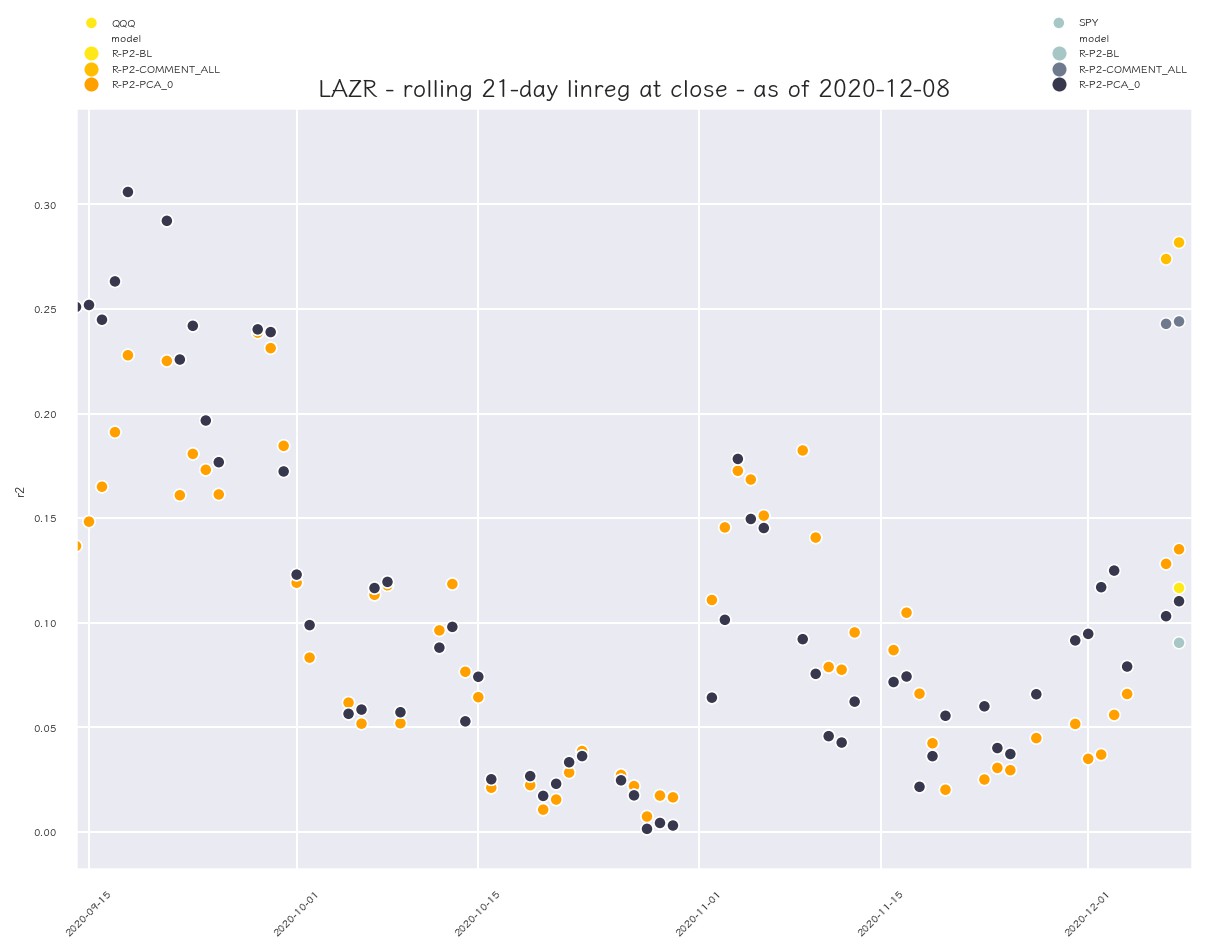 QQQ
model
R-P2-BL
R-P2-COMMENT_ALL
R-P2-PCA_0
SPY
model
R-P2-BL
R-P2-COMMENT_ALL
R-P2-PCA_0
LAZR - rolling 21-day linreg at close - as of 2020-12-08
r2
0.30
0.25
0.20
0.15
0.10
0.05
0.00
2020-09-15
2020-10-01
2020-10-15
2020-11-01
2020-11-15
2020-12-01